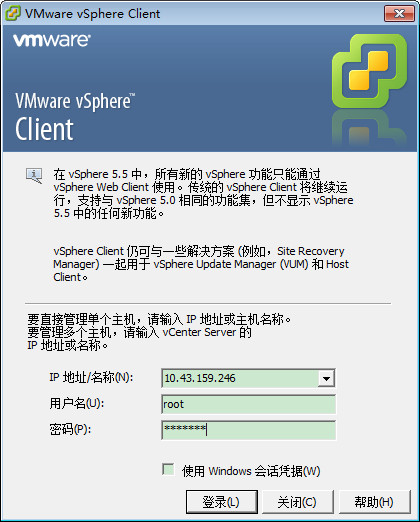 VMware vSphere Client
vmware®
VMware vSphere™
Client
在 vSphere 5.5 中，所有新的 vSphere 功能只能通过
vSphere Web Client 使用。传统的 vSphere Client 将继续运
行，支持与 vSphere 5.0 相同的功能集，但不显示 vSphere
5.5 中的任何新功能。
vSphere Client 仍可与一些解决方案 (例如，Site Recovery
Manager) 一起用于 vSphere Update Manager (VUM) 和 Host
Client。
要直接管理单个主机，请输入 IP 地址或主机名称。
要管理多个主机，请输入 vCenter Server 的
IP 地址或名称。
IP 地址/名称(N): 10.43.159.246
用户名(U): root
密码(P): *******
使用 Windows 会话凭据(W)
登录(L) 关闭(C) 帮助(H)